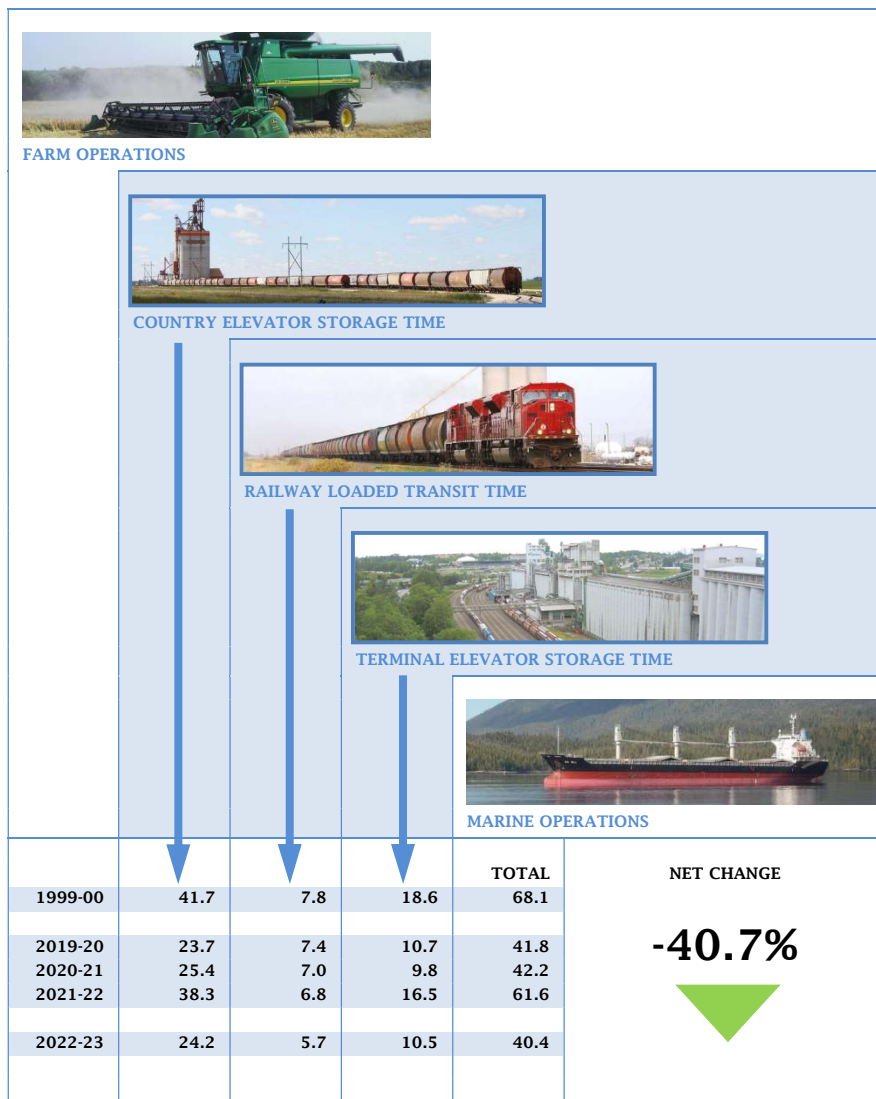 FARM OPERATIONS
COUNTRY ELEVATOR STORAGE TIME
RAILWAY LOADED TRANSIT TIME
TERMINAL ELEVATOR STORAGE TIME
MARINE OPERATIONS
TOTAL NET CHANGE
1999-00 41.7 7.8 18.6 68.1
2019-20 23.7 7.4 10.7 41.8
-40.7%
2020-21 25.4 7.0 9.8 42.2
2021-22 38.3 6.8 16.5 61.6
2022-23 24.2 5.7 10.5 40.4